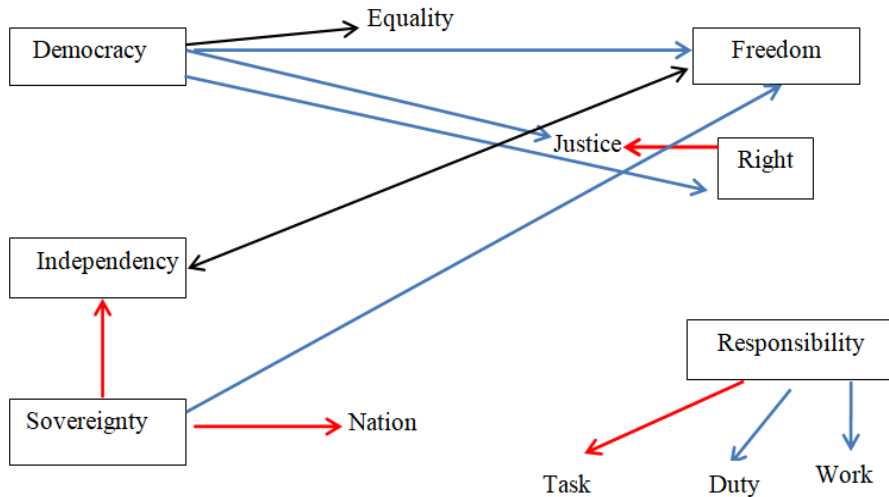 Equality
Democracy
Freedom
Justice
Right
Independency
Responsibility
Sovereignty
Nation
Task
Duty
Work